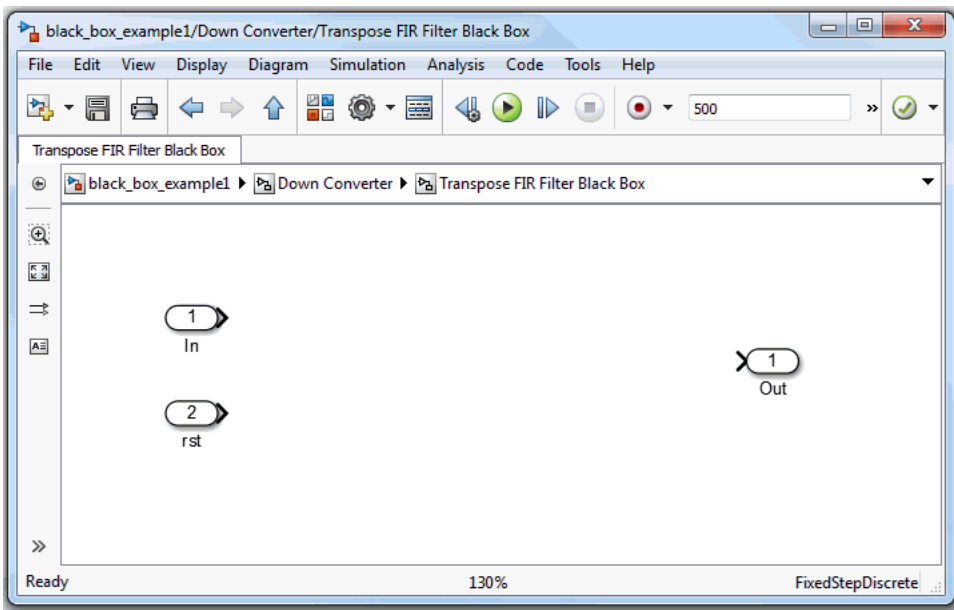 black_box_example1/Down Converter/Transpose FIR Filter Black Box
File Edit View Display Diagram Simulation Analysis Code Tools Help
500 »
Transpose FIR Filter Black Box
black_box_example1 Down Converter Transpose FIR Filter Black Box
1
In
1
Out
2
rst
Ready 130% FixedStepDiscrete